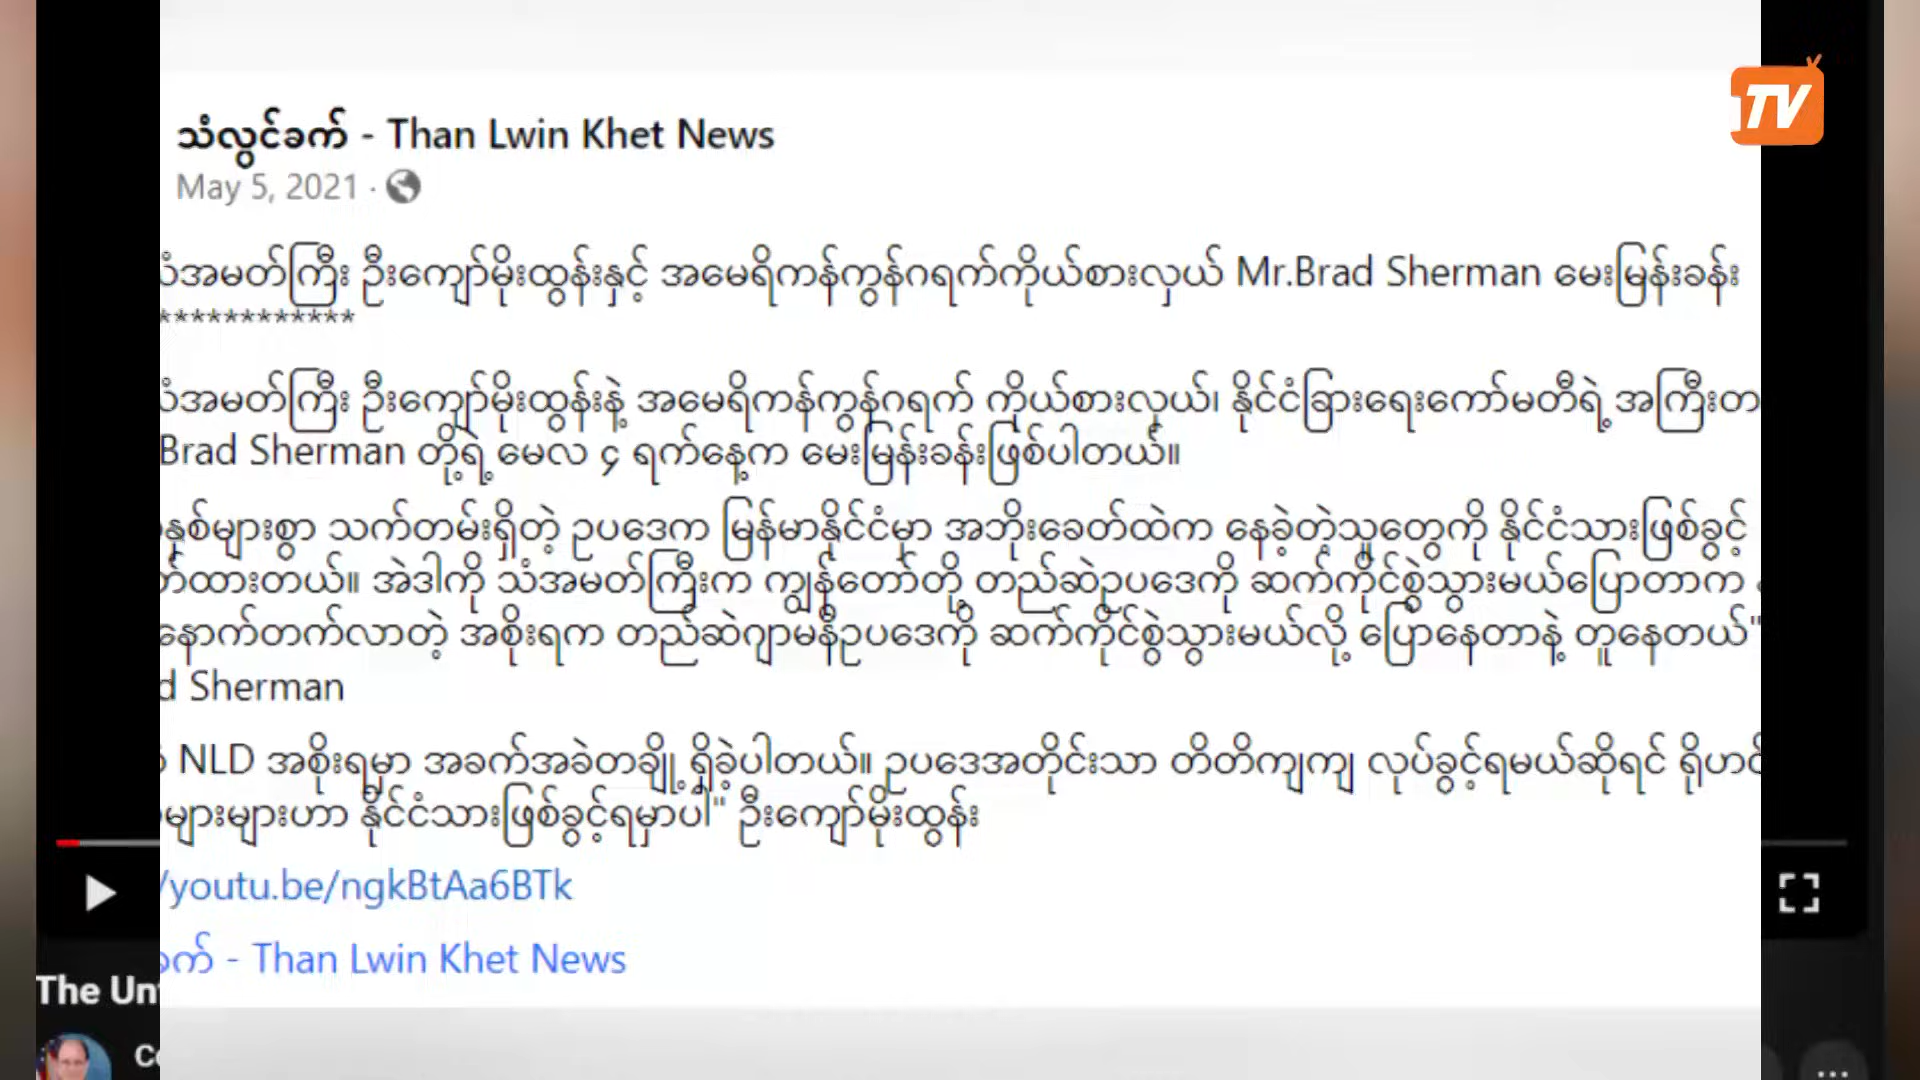 သံလွင်ခက် - Than Lwin Khet News
May 5, 2021
TV
သံအမတ်ကြီး ဦးကျော်မိုးထွန်းနှင့် အမေရိကန်ကွန်ဂရက်ကိုယ်စားလှယ် Mr.Brad Sherman မေးမြန်းခန်း
************
သံအမတ်ကြီး ဦးကျော်မိုးထွန်းနဲ့ အမေရိကန်ကွန်ဂရက် ကိုယ်စားလှယ်၊ နိုင်ငံခြားရေးကော်မတီရဲ့ အကြီးတ
Brad Sherman တို့ရဲ့ မေလ ၄ ရက်နေ့က မေးမြန်းခန်းဖြစ်ပါတယ်။
နှစ်များစွာ သက်တမ်းရှိတဲ့ ဥပဒေက မြန်မာနိုင်ငံမှာ အဘိုးခေတ်ထဲက နေခဲ့တဲ့သူတွေကို နိုင်ငံသားဖြစ်ခွင့်
တ်ထားတယ်။ အဲဒါကို သံအမတ်ကြီးက ကျွန်တော်တို့ တည်ဆဲဥပဒေကို ဆက်ကိုင်စွဲသွားမယ်ပြောတာက
နောက်တက်လာတဲ့ အစိုးရက တည်ဆဲဂျာမနီဥပဒေကို ဆက်ကိုင်စွဲသွားမယ်လို့ ပြောနေတာနဲ့ တူနေတယ်"
d Sherman
NLD အစိုးရမှာ အခက်အခဲတချို့ ရှိခဲ့ပါတယ်။ ဥပဒေအတိုင်းသာ တိတိကျကျ လုပ်ခွင့်ရမယ်ဆိုရင် ရိုဟင်
များများဟာ နိုင်ငံသားဖြစ်ခွင့်ရမှာပါ" ဦးကျော်မိုးထွန်း
/youtu.be/ngkBtAa6BTk
ခက် - Than Lwin Khet News
The Unt
Co